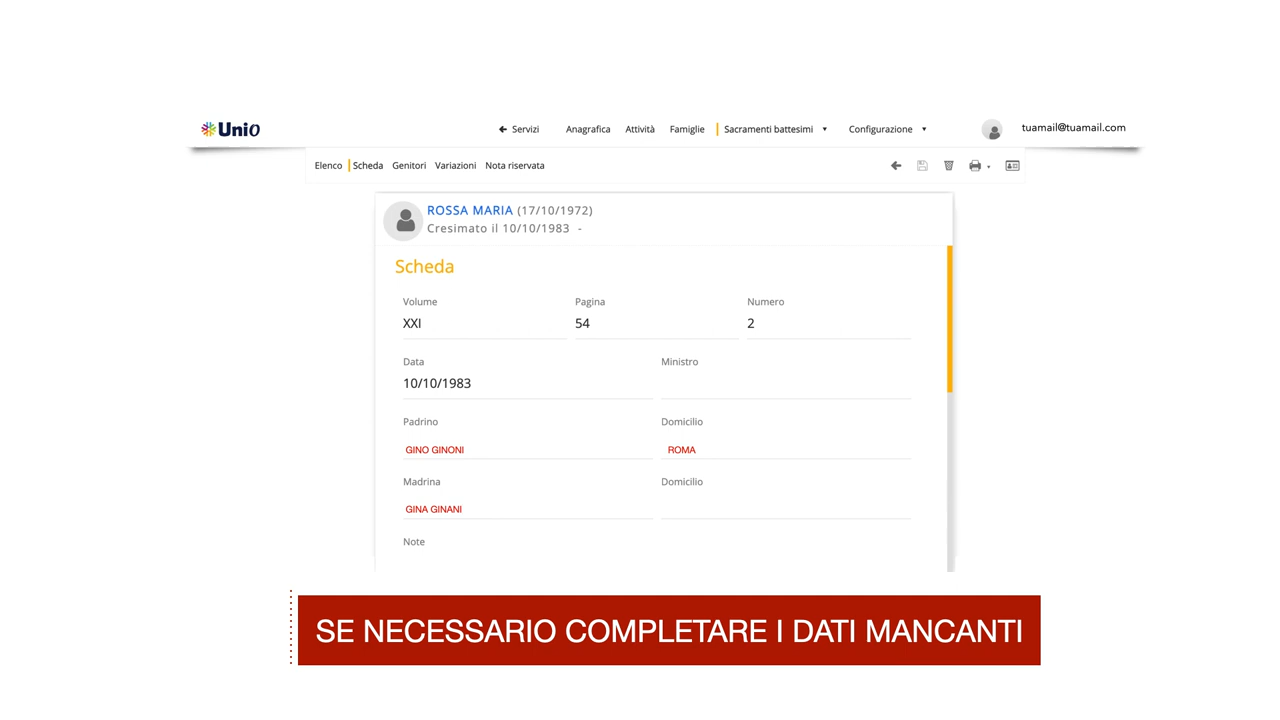 Unio
Servizi Anagrafica Attività Famiglie Sacramenti battesimi Configurazione tuamail@tuamail.com
Elenco Scheda Genitori Variazioni Nota riservata
ROSSA MARIA (17/10/1972)
Cresimato il 10/10/1983 -
Scheda
Volume Pagina Numero
XXI 54 2
Data Ministro
10/10/1983
Padrino Domicilio
GINO GINONI ROMA
Madrina Domicilio
GINA GINANI
Note
SE NECESSARIO COMPLETARE I DATI MANCANTI